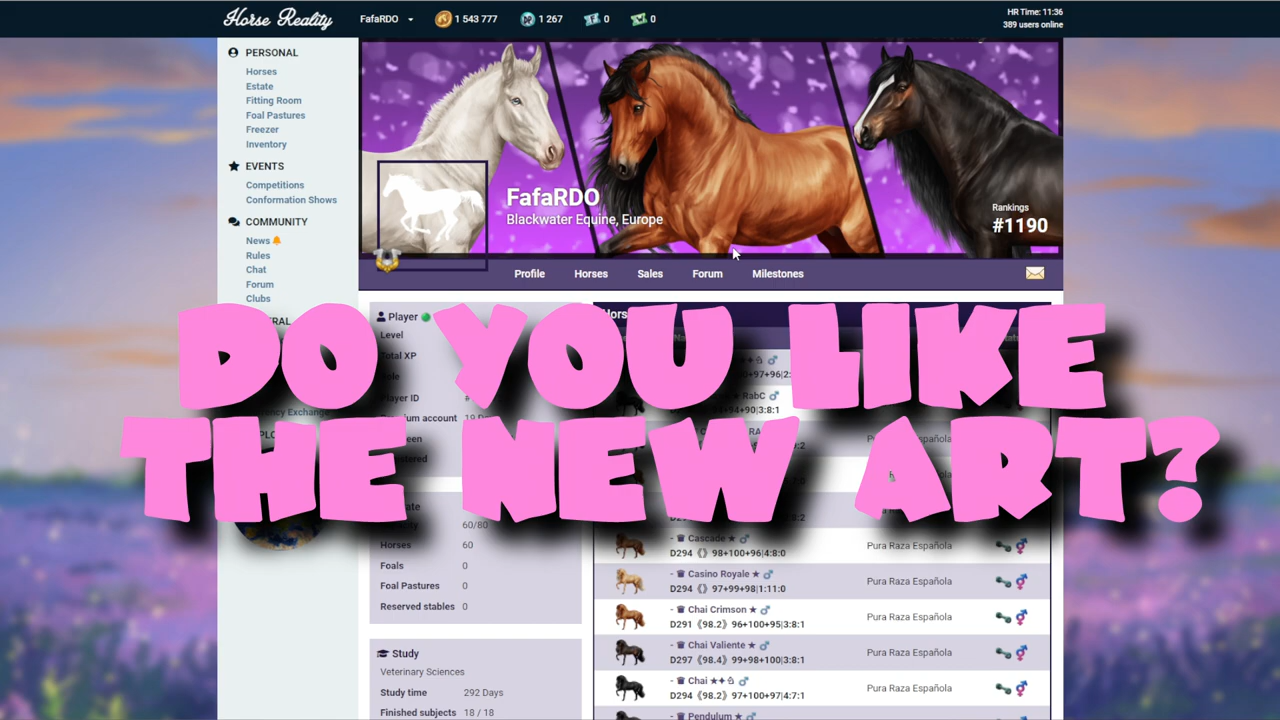 Horse Reality
FafaRDO
1 543 777
1 267
0
0
HR Time: 11:36
389 users online
PERSONAL
Horses
Estate
Fitting Room
Foal Pastures
Freezer
Inventory
EVENTS
Competitions
Conformation Shows
COMMUNITY
News
Rules
Chat
Forum
Clubs
FafaRDO
Blackwater Equine, Europe
Rankings
#1190
Profile
Horses
Sales
Forum
Milestones
DO YOU LIKE
THE NEW ART?
Player
Level
Total XP
Player ID
account
Horses 60
60/80
Foals 0
Foal Pastures 0
Reserved stables 0
Study
Veterinary Sciences
Study time 292 Days
Finished subjects 18 / 18
RabC
- Cascade ★ ♂
D294 《》 98+100+96|4:8:0
Pura Raza Española
- Casino Royale ★ ♂
D294 《》 97+99+98|1:11:0
Pura Raza Española
- Chai Crimson ★ ♂
D291 《98.2》 96+100+95|3:8:1
Pura Raza Española
- Chai Valiente ★ ♂
D297 《98.4》 99+98+100|3:8:1
Pura Raza Española
- Chai ★✦♘ ♂
D294 《98.2》 97+100+97|4:7:1
Pura Raza Española
- Pendulum ★ ♂